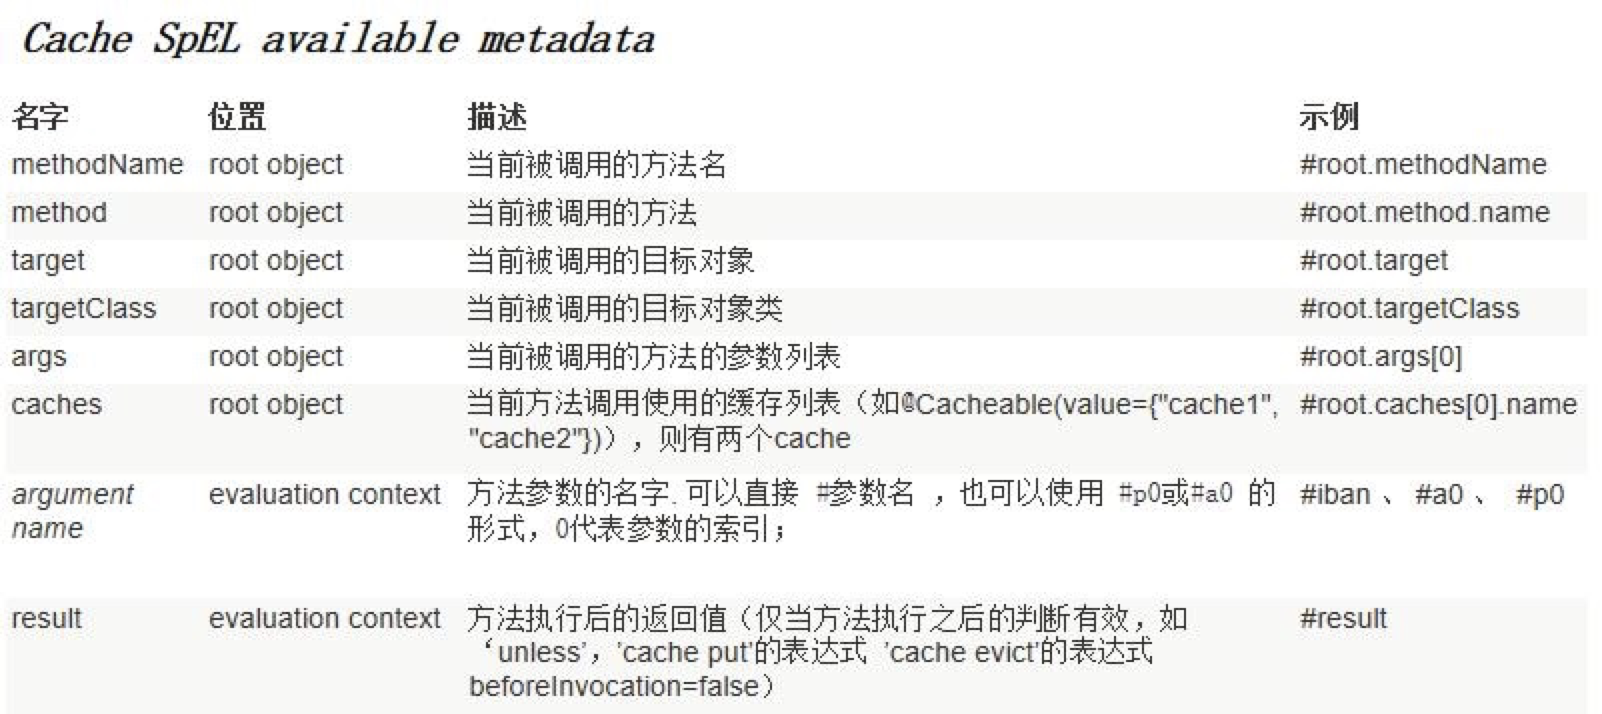 Cache SpEL available metadata
名字 位置 描述 示例
methodName root object 当前被调用的方法名 #root.methodName
method root object 当前被调用的方法 #root.method.name
target root object 当前被调用的目标对象 #root.target
targetClass root object 当前被调用的目标对象类 #root.targetClass
args root object 当前被调用的方法的参数列表 #root.args[0]
caches root object 当前方法调用使用的缓存列表（如@Cacheable(value={"cache1", #root.caches[0].name
"cache2"})），则有两个cache
argument evaluation context 方法参数的名字. 可以直接 #参数名 ，也可以使用 #p0或#a0 的 #iban 、 #a0 、 #p0
name 形式，0代表参数的索引；
result evaluation context 方法执行后的返回值（仅当方法执行之后的判断有效，如 #result
‘unless’，'cache put'的表达式 'cache evict'的表达式
beforeInvocation=false）